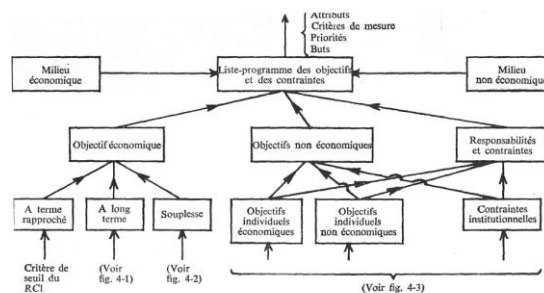 Attributs
Critères de mesure
Priorités
Buts
Milieu
économique
Liste-programme des objectifs
et des contraintes
Milieu
non économique
Objectif économique
Objectifs non économiques
Responsabilités
et contraintes
A terme
rapproché
A long
terme
Souplesse
Objectifs
individuels
économiques
Objectifs
individuels
non économiques
Contraintes
institutionnelles
Critère de
seuil du
RCI
(Voir
fig. 4-1)
(Voir
fig. 4-2)
(Voir fig. 4-3)